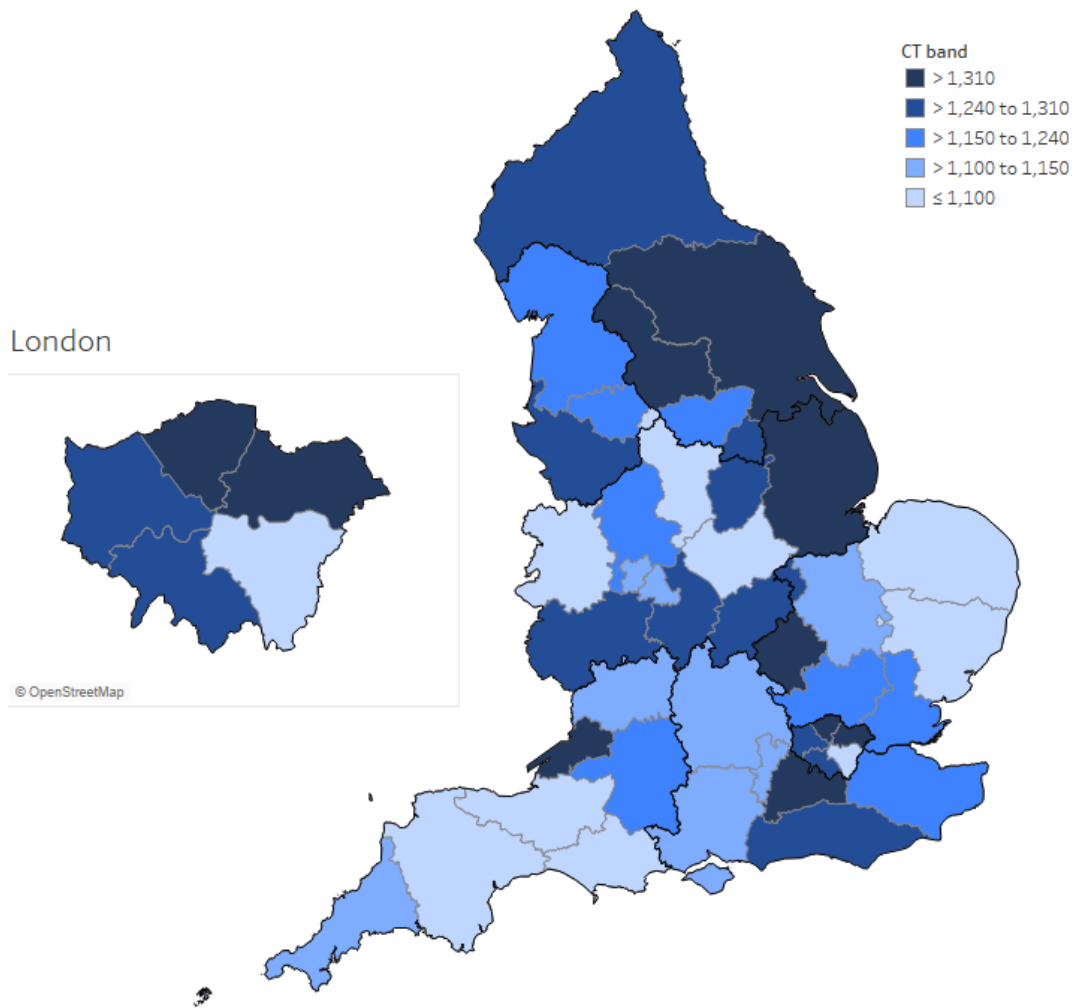 CT band
> 1,310
> 1,240 to 1,310
> 1,150 to 1,240
> 1,100 to 1,150
≤ 1,100
London
© OpenStreetMap